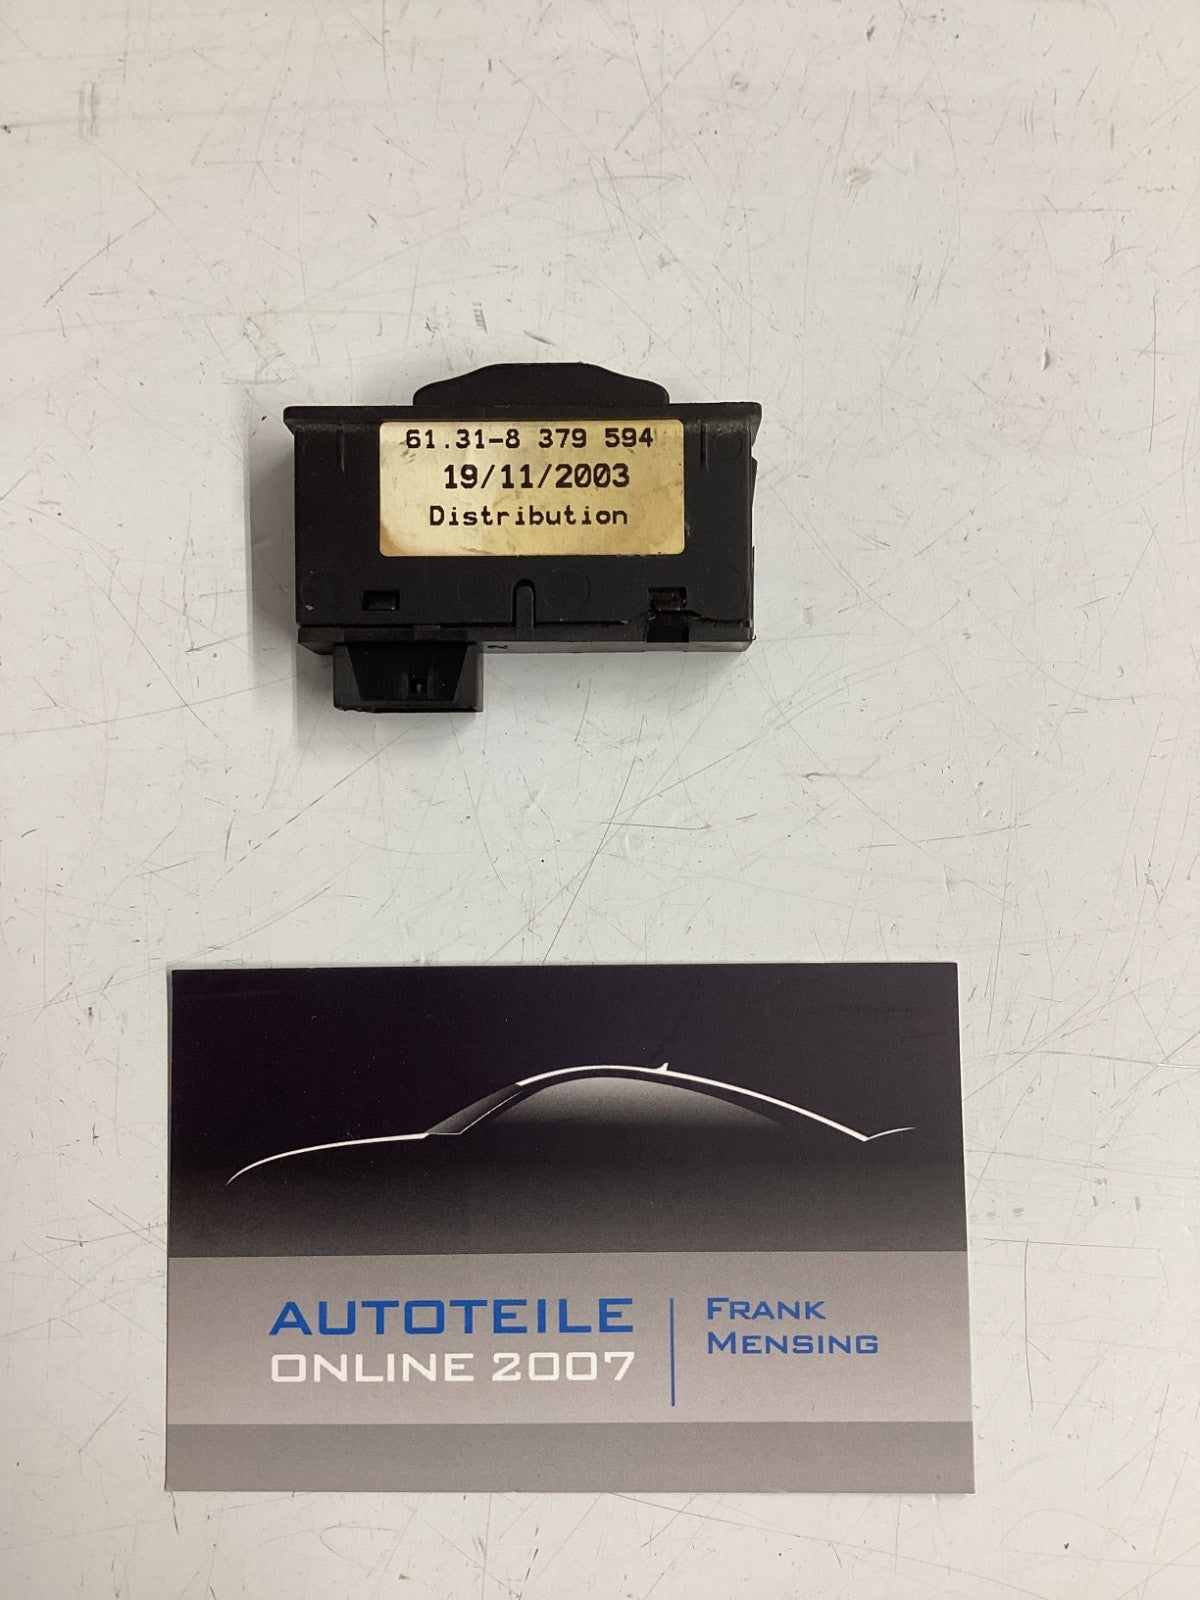 61.31-8 379 594
19/11/2003
Distribution
AUTOTEILE
ONLINE 2007
FRANK
MENSING